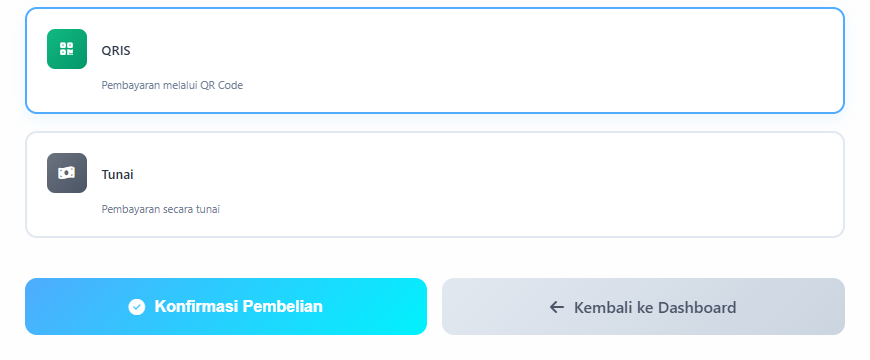 QRIS
Pembayaran melalui QR Code
Tunai
Pembayaran secara tunai
Konfirmasi Pembelian
Kembali ke Dashboard